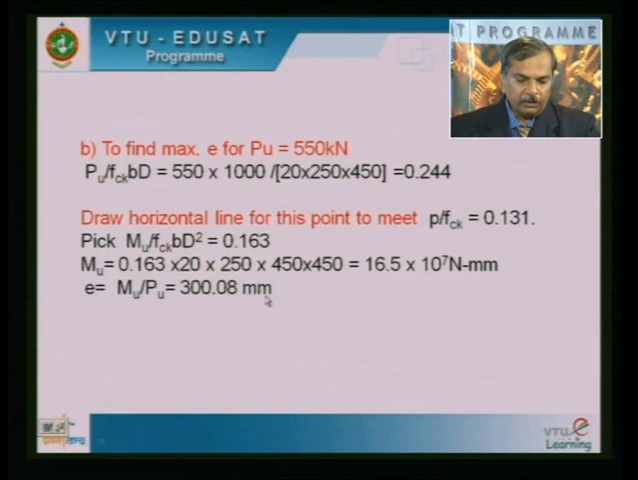 VTU - EDUSAT
Programme
T PROGRAMME
b) To find max. e for Pu = 550kN
Pu/fckbD = 550 x 1000 /[20x250x450] =0.244
Draw horizontal line for this point to meet p/fck = 0.131.
Pick Mu/fckbD² = 0.163
Mu= 0.163 x20 x 250 x 450x450 = 16.5 x 10⁷N-mm
e= Mu/Pu= 300.08 mm
VTU e
Learning